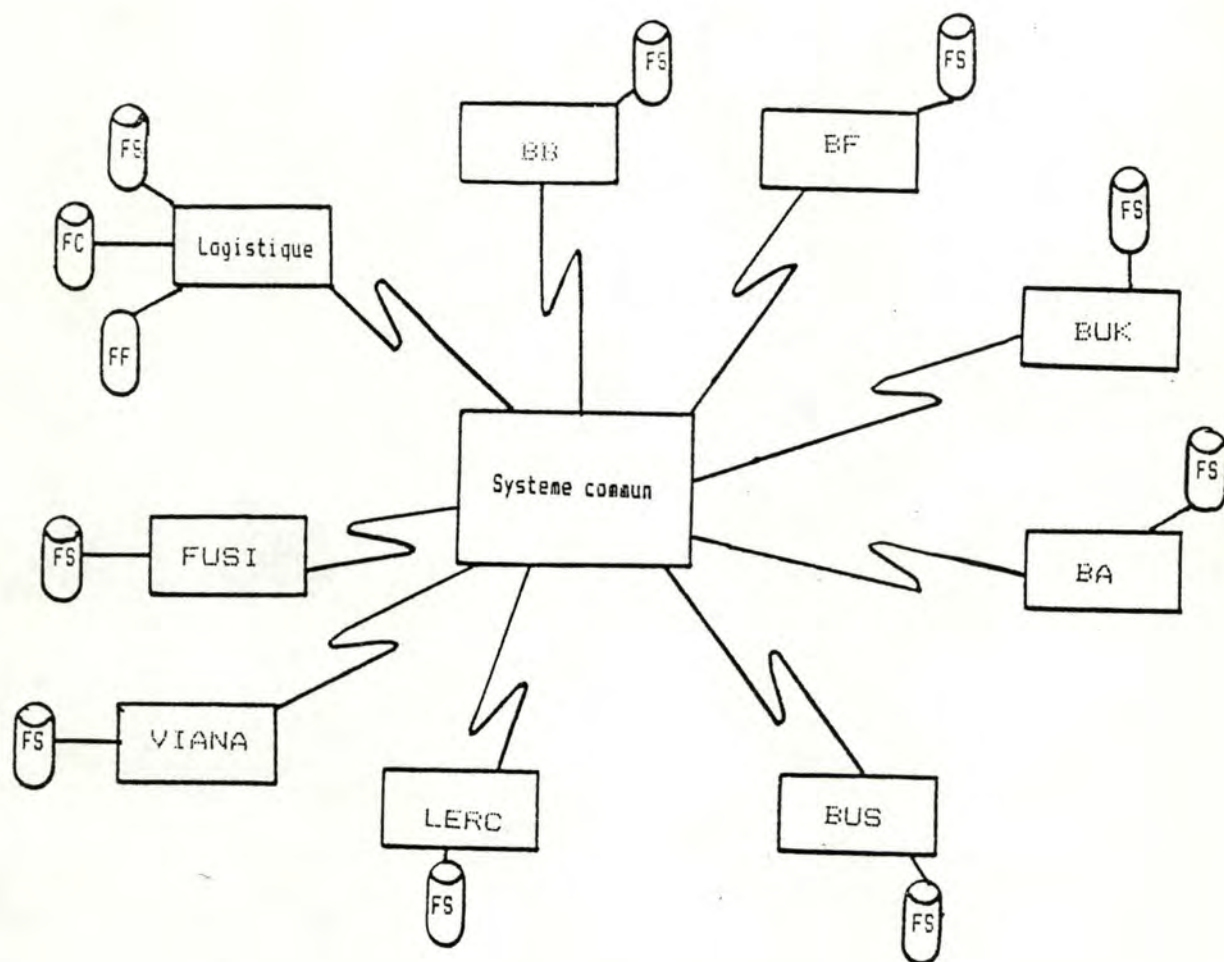 FS
FS
BB
BF
FS
FC
Logistique
FS
FF
BUK
Systeme commun
FS
FS
FUSI
BA
FS
VIANA
LERC
BUS
FS
FS